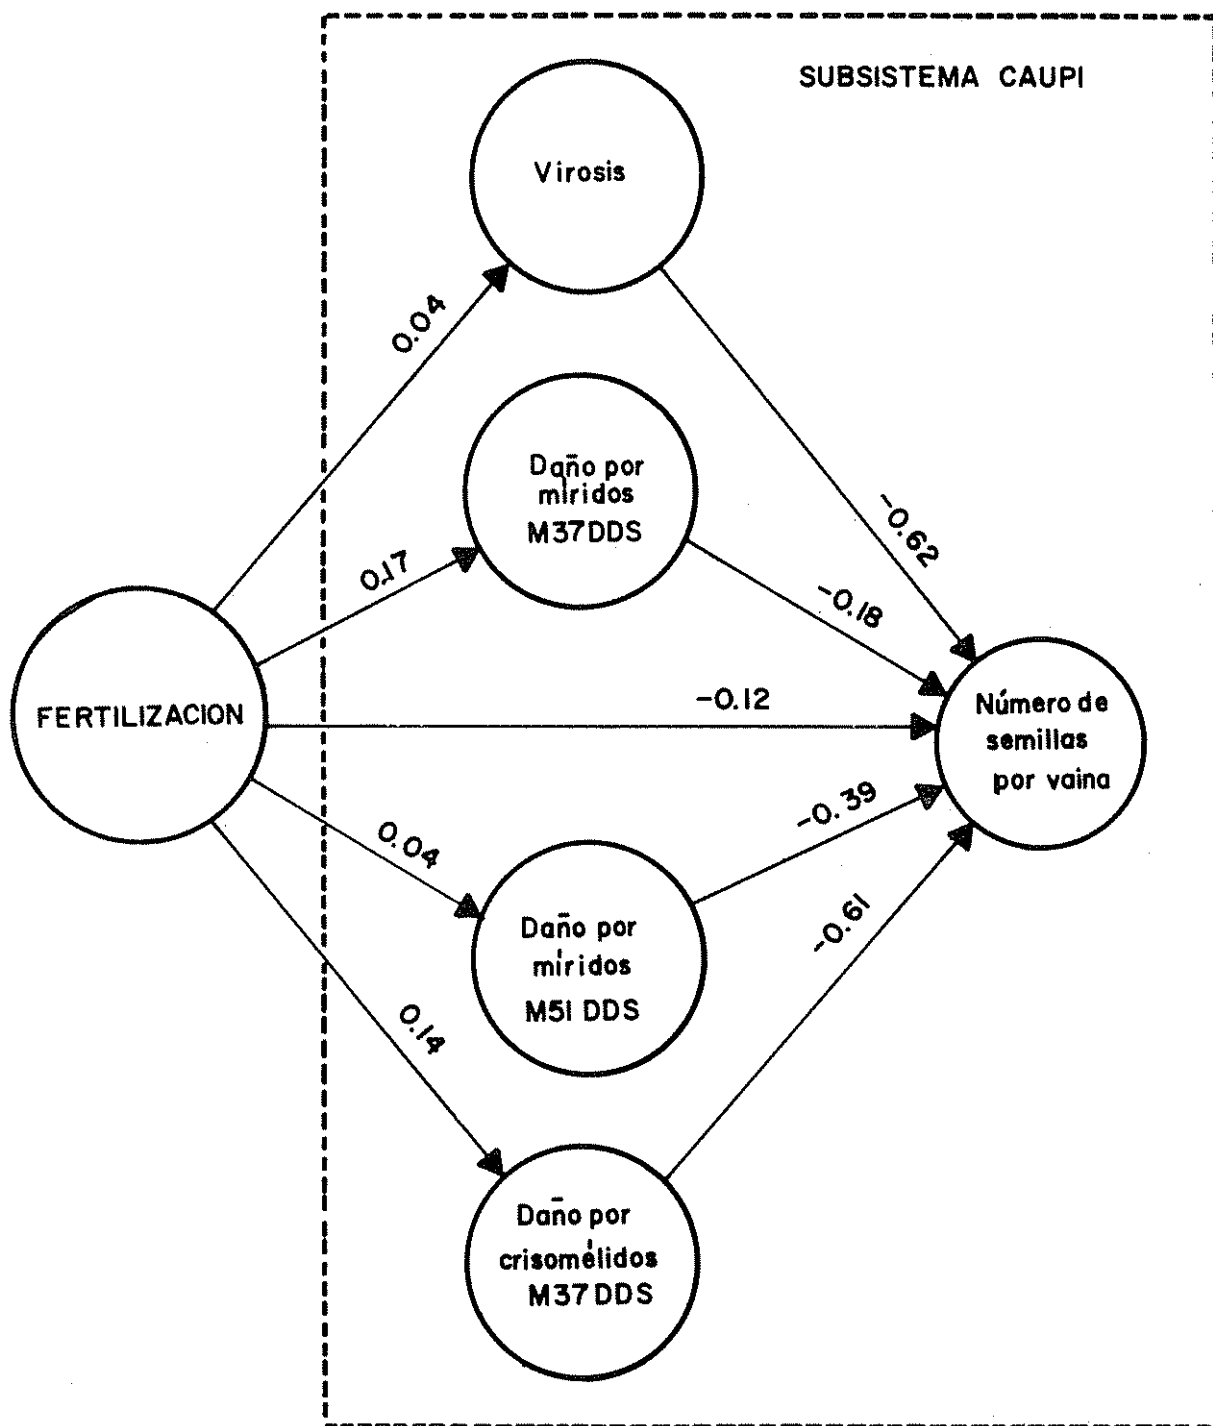 SUBSISTEMA CAUPI
Virosis
0.04
Daño por
míridos
M37DDS
-0.62
0.17
-0.18
FERTILIZACION
-0.12
Número de
semillas
por vaina
0.04
-0.39
Daño por
míridos
M51 DDS
-0.61
0.14
Daño por
crisomélidos
M37DDS